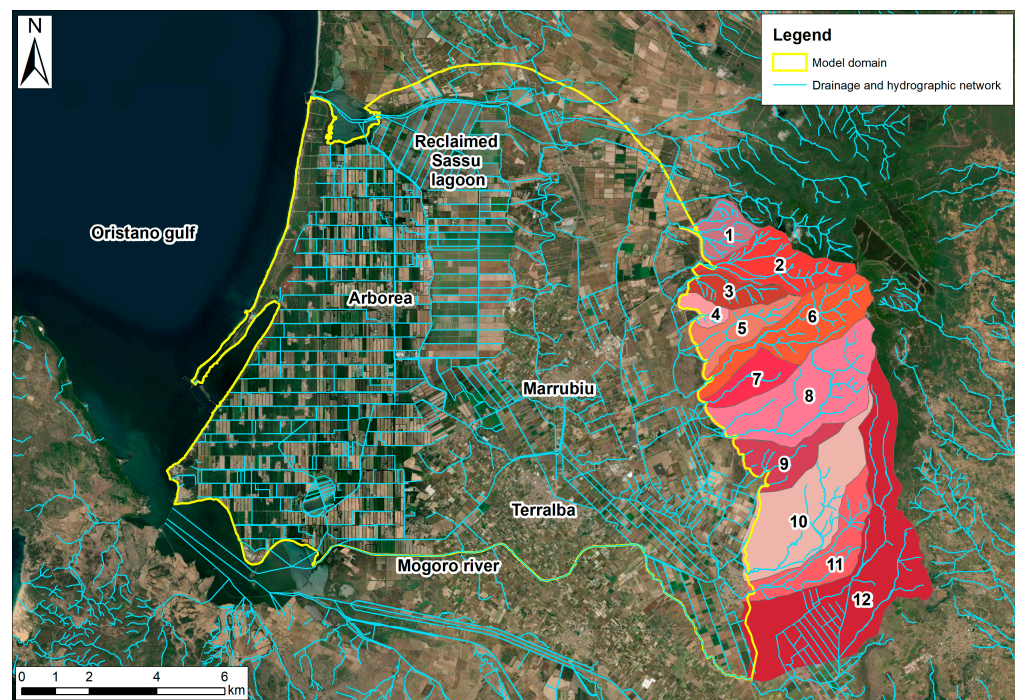 N
Legend
Model domain
Drainage and hydrographic network
Reclaimed
Sassu
lagoon
Oristano gulf
Arborea
Marrubiu
Terralba
Mogoro river
1
2
3
4
5
6
7
8
9
10
11
12
0 1 2 4 6
km